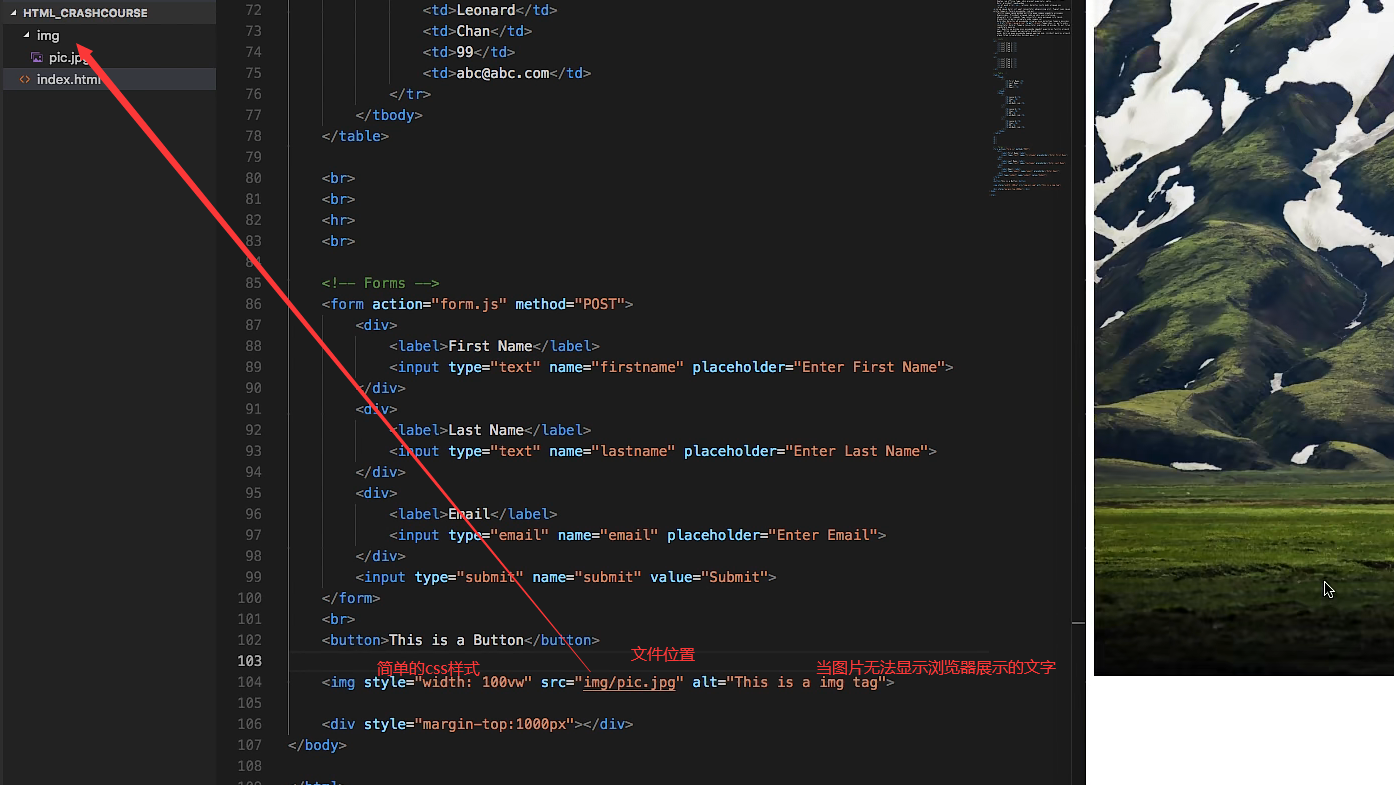 HTML_CRASHCOURSE
img
pic.jpg
index.html
72 <td>Leonard</td>
73 <td>Chan</td>
74 <td>99</td>
75 <td>abc@abc.com</td>
76 </tr>
77 </tbody>
78 </table>
79
80 <br>
81 <br>
82 <hr>
83 <br>
84
85 <!-- Forms -->
86 <form action="form.js" method="POST">
87 <div>
88 <label>First Name</label>
89 <input type="text" name="firstname" placeholder="Enter First Name">
90 </div>
91 <div>
92 <label>Last Name</label>
93 <input type="text" name="lastname" placeholder="Enter Last Name">
94 </div>
95 <div>
96 <label>Email</label>
97 <input type="email" name="email" placeholder="Enter Email">
98 </div>
99 <input type="submit" name="submit" value="Submit">
100 </form>
101 <br>
102 <button>This is a Button</button>
文件位置
103
简单的css样式 当图片无法显示浏览器展示的文字
104 <img style="width: 100vw" src="img/pic.jpg" alt="This is a img tag">
105
106 <div style="margin-top:1000px"></div>
107 </body>
108